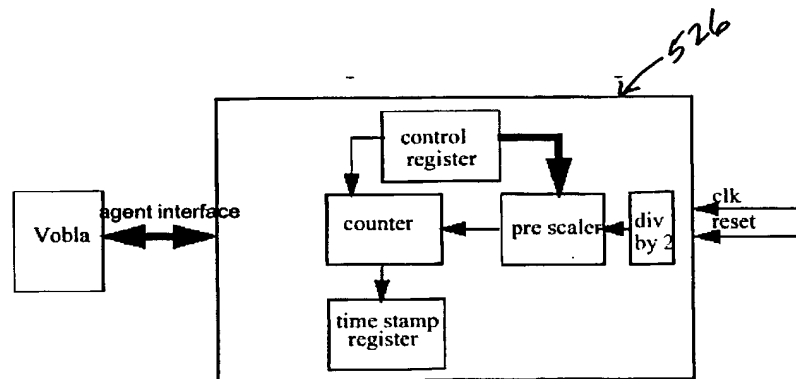 526
control
register
clk
reset
agent interface
Vobla
counter
pre scaler
div
by 2
time stamp
register